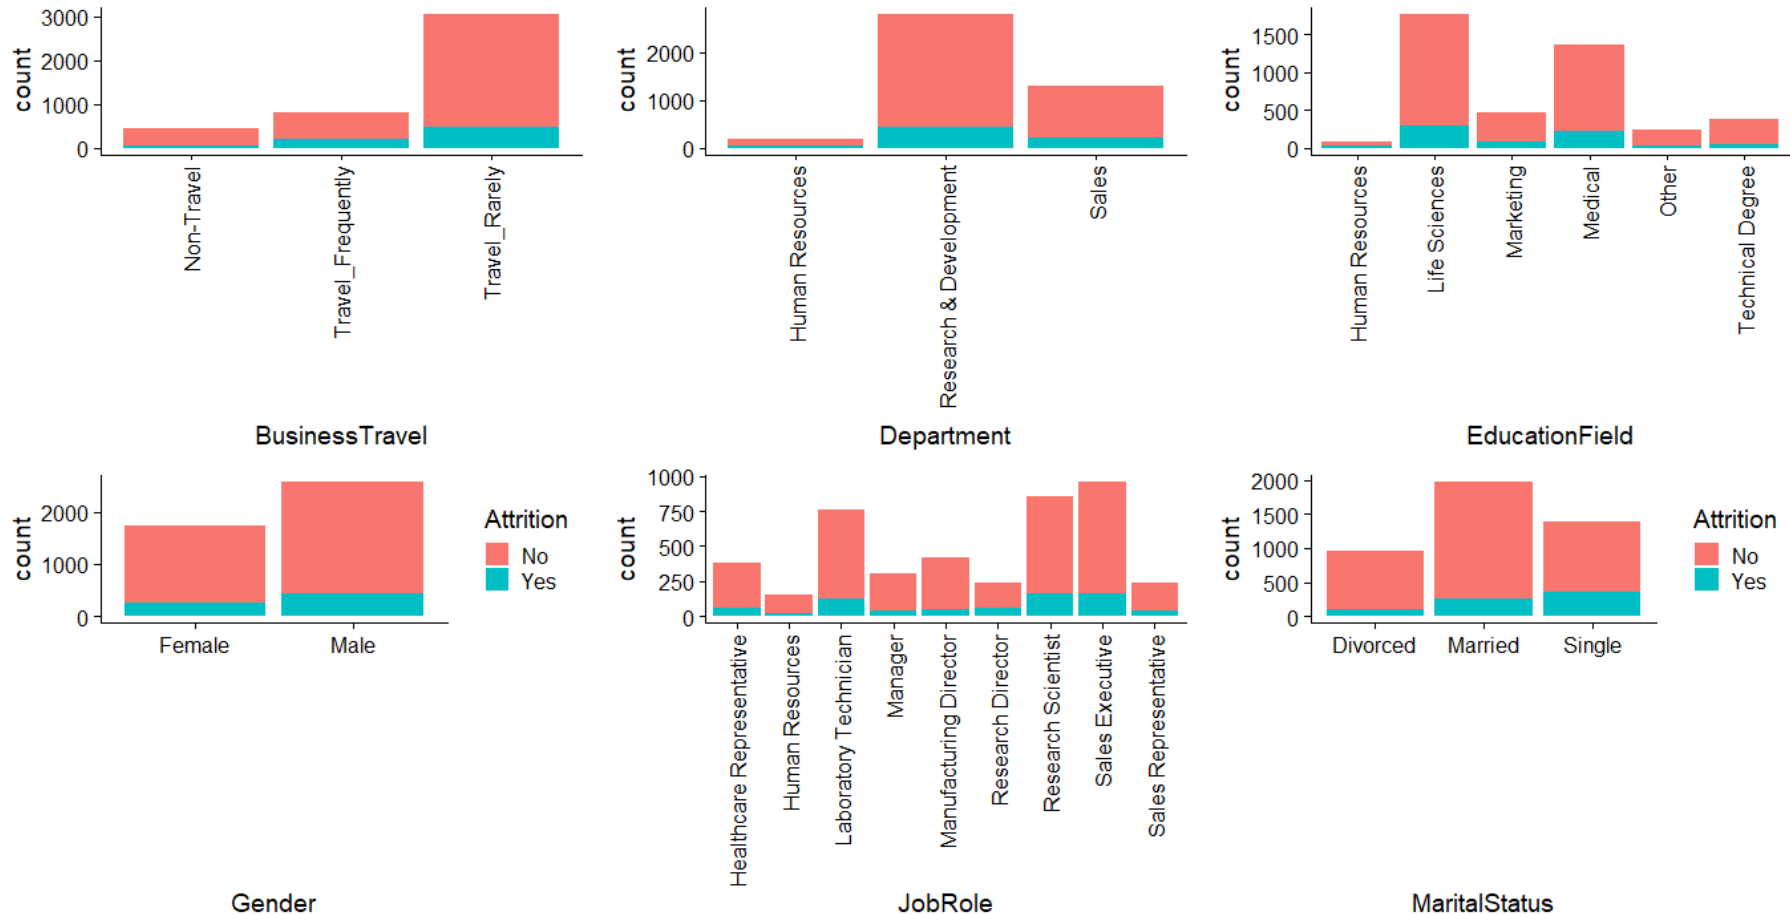 count
3000
2000
1000
0
Non-Travel
Travel_Frequently
Travel_Rarely
BusinessTravel
count
2000
1000
0
Human Resources
Research & Development
Sales
Department
count
1500
1000
500
0
Human Resources
Life Sciences
Marketing
Medical
Other
Technical Degree
EducationField
count
2000
1000
0
Female
Male
Gender
Attrition
No
Yes
count
1000
750
500
250
0
Healthcare Representative
Human Resources
Laboratory Technician
Manager
Manufacturing Director
Research Director
Research Scientist
Sales Executive
Sales Representative
JobRole
count
2000
1500
1000
500
0
Divorced
Married
Single
MaritalStatus
Attrition
No
Yes